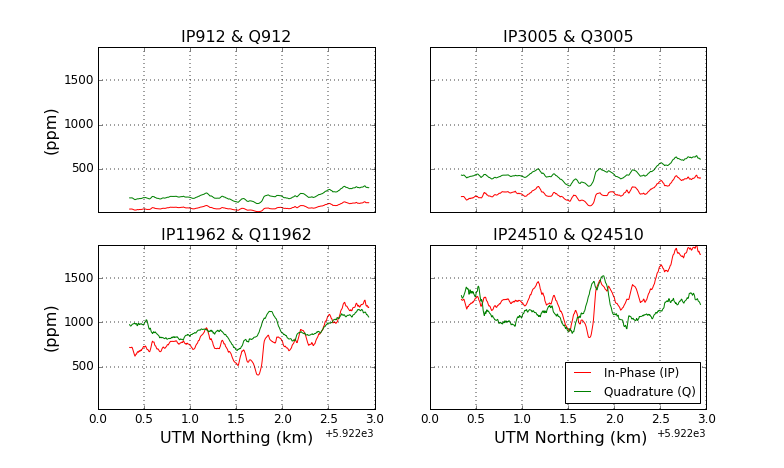 IP912 & Q912
IP3005 & Q3005
1500
1000
500
(ppm)
IP11962 & Q11962
IP24510 & Q24510
1500
1000
500
(ppm)
In-Phase (IP)
Quadrature (Q)
0.0 0.5 1.0 1.5 2.0 2.5 3.0
0.0 0.5 1.0 1.5 2.0 2.5 3.0
+5.922e3
+5.922e3
UTM Northing (km)
UTM Northing (km)